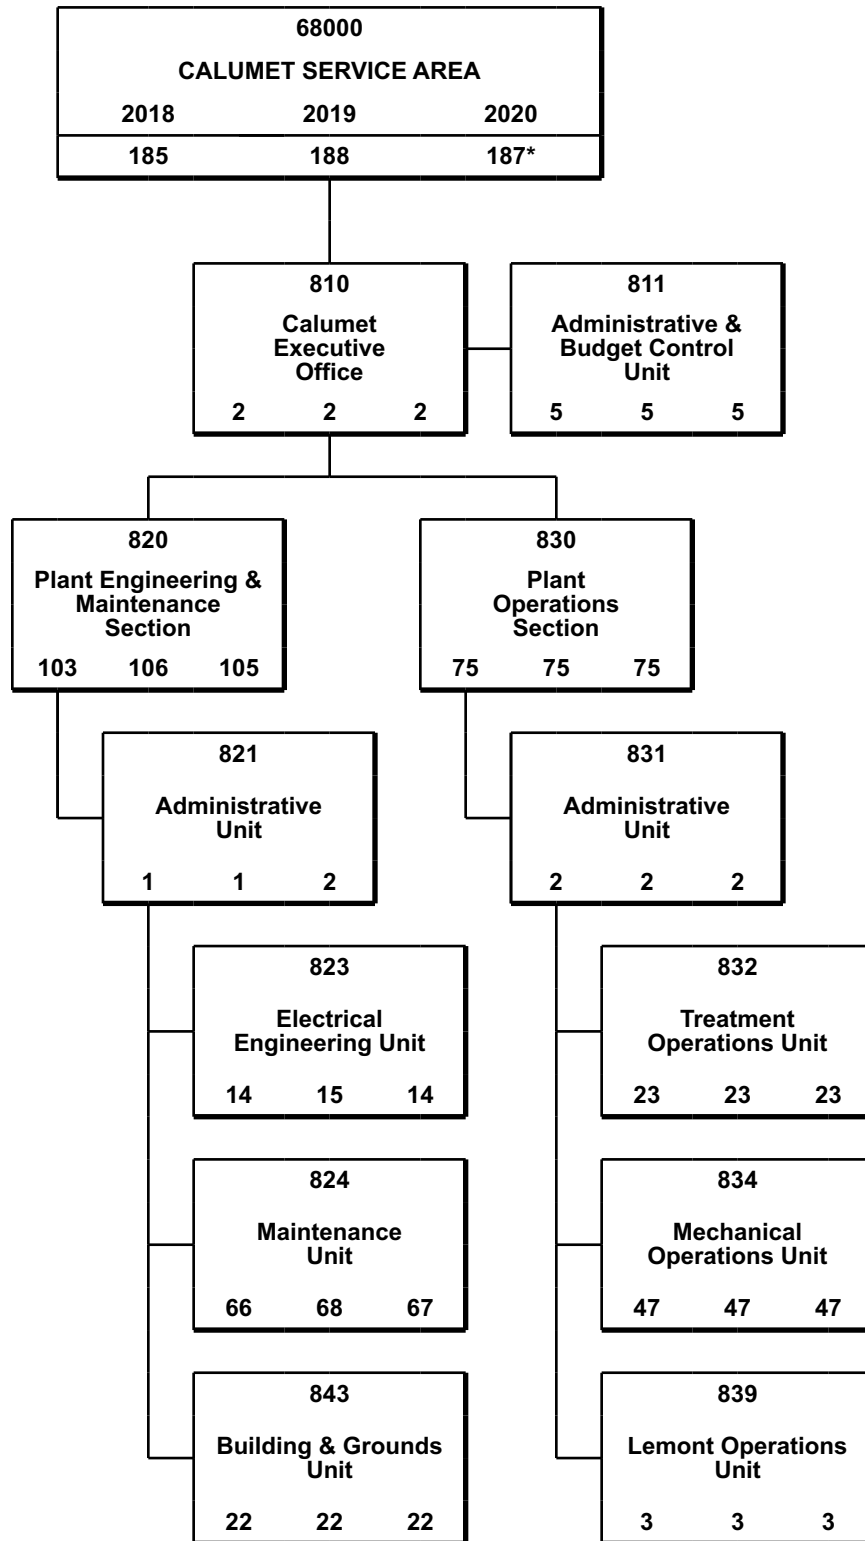 68000
CALUMET SERVICE AREA
2018 2019 2020
185 188 187*
810
Calumet
Executive
Office
2 2 2
811
Administrative &
Budget Control
Unit
5 5 5
820
Plant Engineering &
Maintenance
Section
103 106 105
830
Plant
Operations
Section
75 75 75
821
Administrative
Unit
1 1 2
831
Administrative
Unit
2 2 2
823
Electrical
Engineering Unit
14 15 14
832
Treatment
Operations Unit
23 23 23
824
Maintenance
Unit
66 68 67
834
Mechanical
Operations Unit
47 47 47
843
Building & Grounds
Unit
22 22 22
839
Lemont Operations
Unit
3 3 3